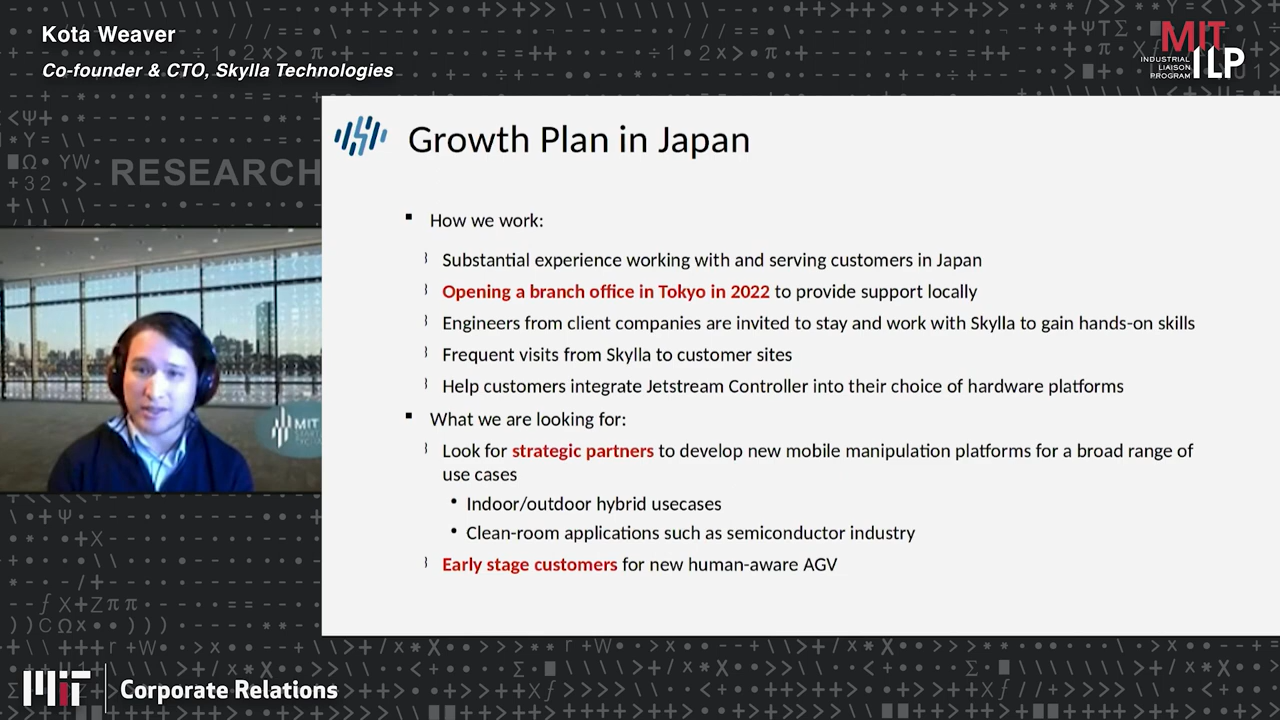 Kota Weaver
Co-founder & CTO, Skylla Technologies
MIT
INDUSTRIAL
LIAISON
PROGRAM
ILP
RESEARCH
Growth Plan in Japan
How we work:
Substantial experience working with and serving customers in Japan
Opening a branch office in Tokyo in 2022 to provide support locally
Engineers from client companies are invited to stay and work with Skylla to gain hands-on skills
Frequent visits from Skylla to customer sites
Help customers integrate Jetstream Controller into their choice of hardware platforms
What we are looking for:
Look for strategic partners to develop new mobile manipulation platforms for a broad range of
use cases
Indoor/outdoor hybrid usecases
Clean-room applications such as semiconductor industry
Early stage customers for new human-aware AGV
MIT
MIT
Corporate Relations